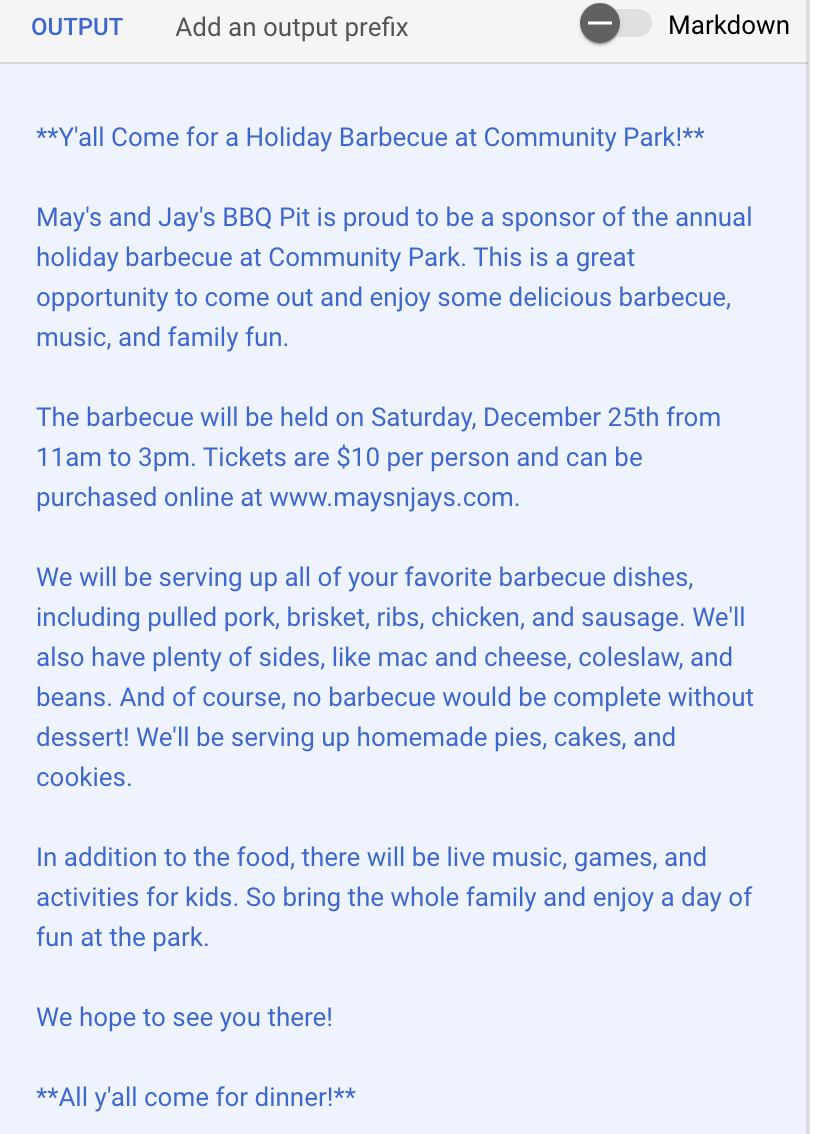 OUTPUT Add an output prefix Markdown
**Y'all Come for a Holiday Barbecue at Community Park!**
May's and Jay's BBQ Pit is proud to be a sponsor of the annual
holiday barbecue at Community Park. This is a great
opportunity to come out and enjoy some delicious barbecue,
music, and family fun.
The barbecue will be held on Saturday, December 25th from
11am to 3pm. Tickets are $10 per person and can be
purchased online at www.maysnjays.com.
We will be serving up all of your favorite barbecue dishes,
including pulled pork, brisket, ribs, chicken, and sausage. We'll
also have plenty of sides, like mac and cheese, coleslaw, and
beans. And of course, no barbecue would be complete without
dessert! We'll be serving up homemade pies, cakes, and
cookies.
In addition to the food, there will be live music, games, and
activities for kids. So bring the whole family and enjoy a day of
fun at the park.
We hope to see you there!
**All y'all come for dinner!**